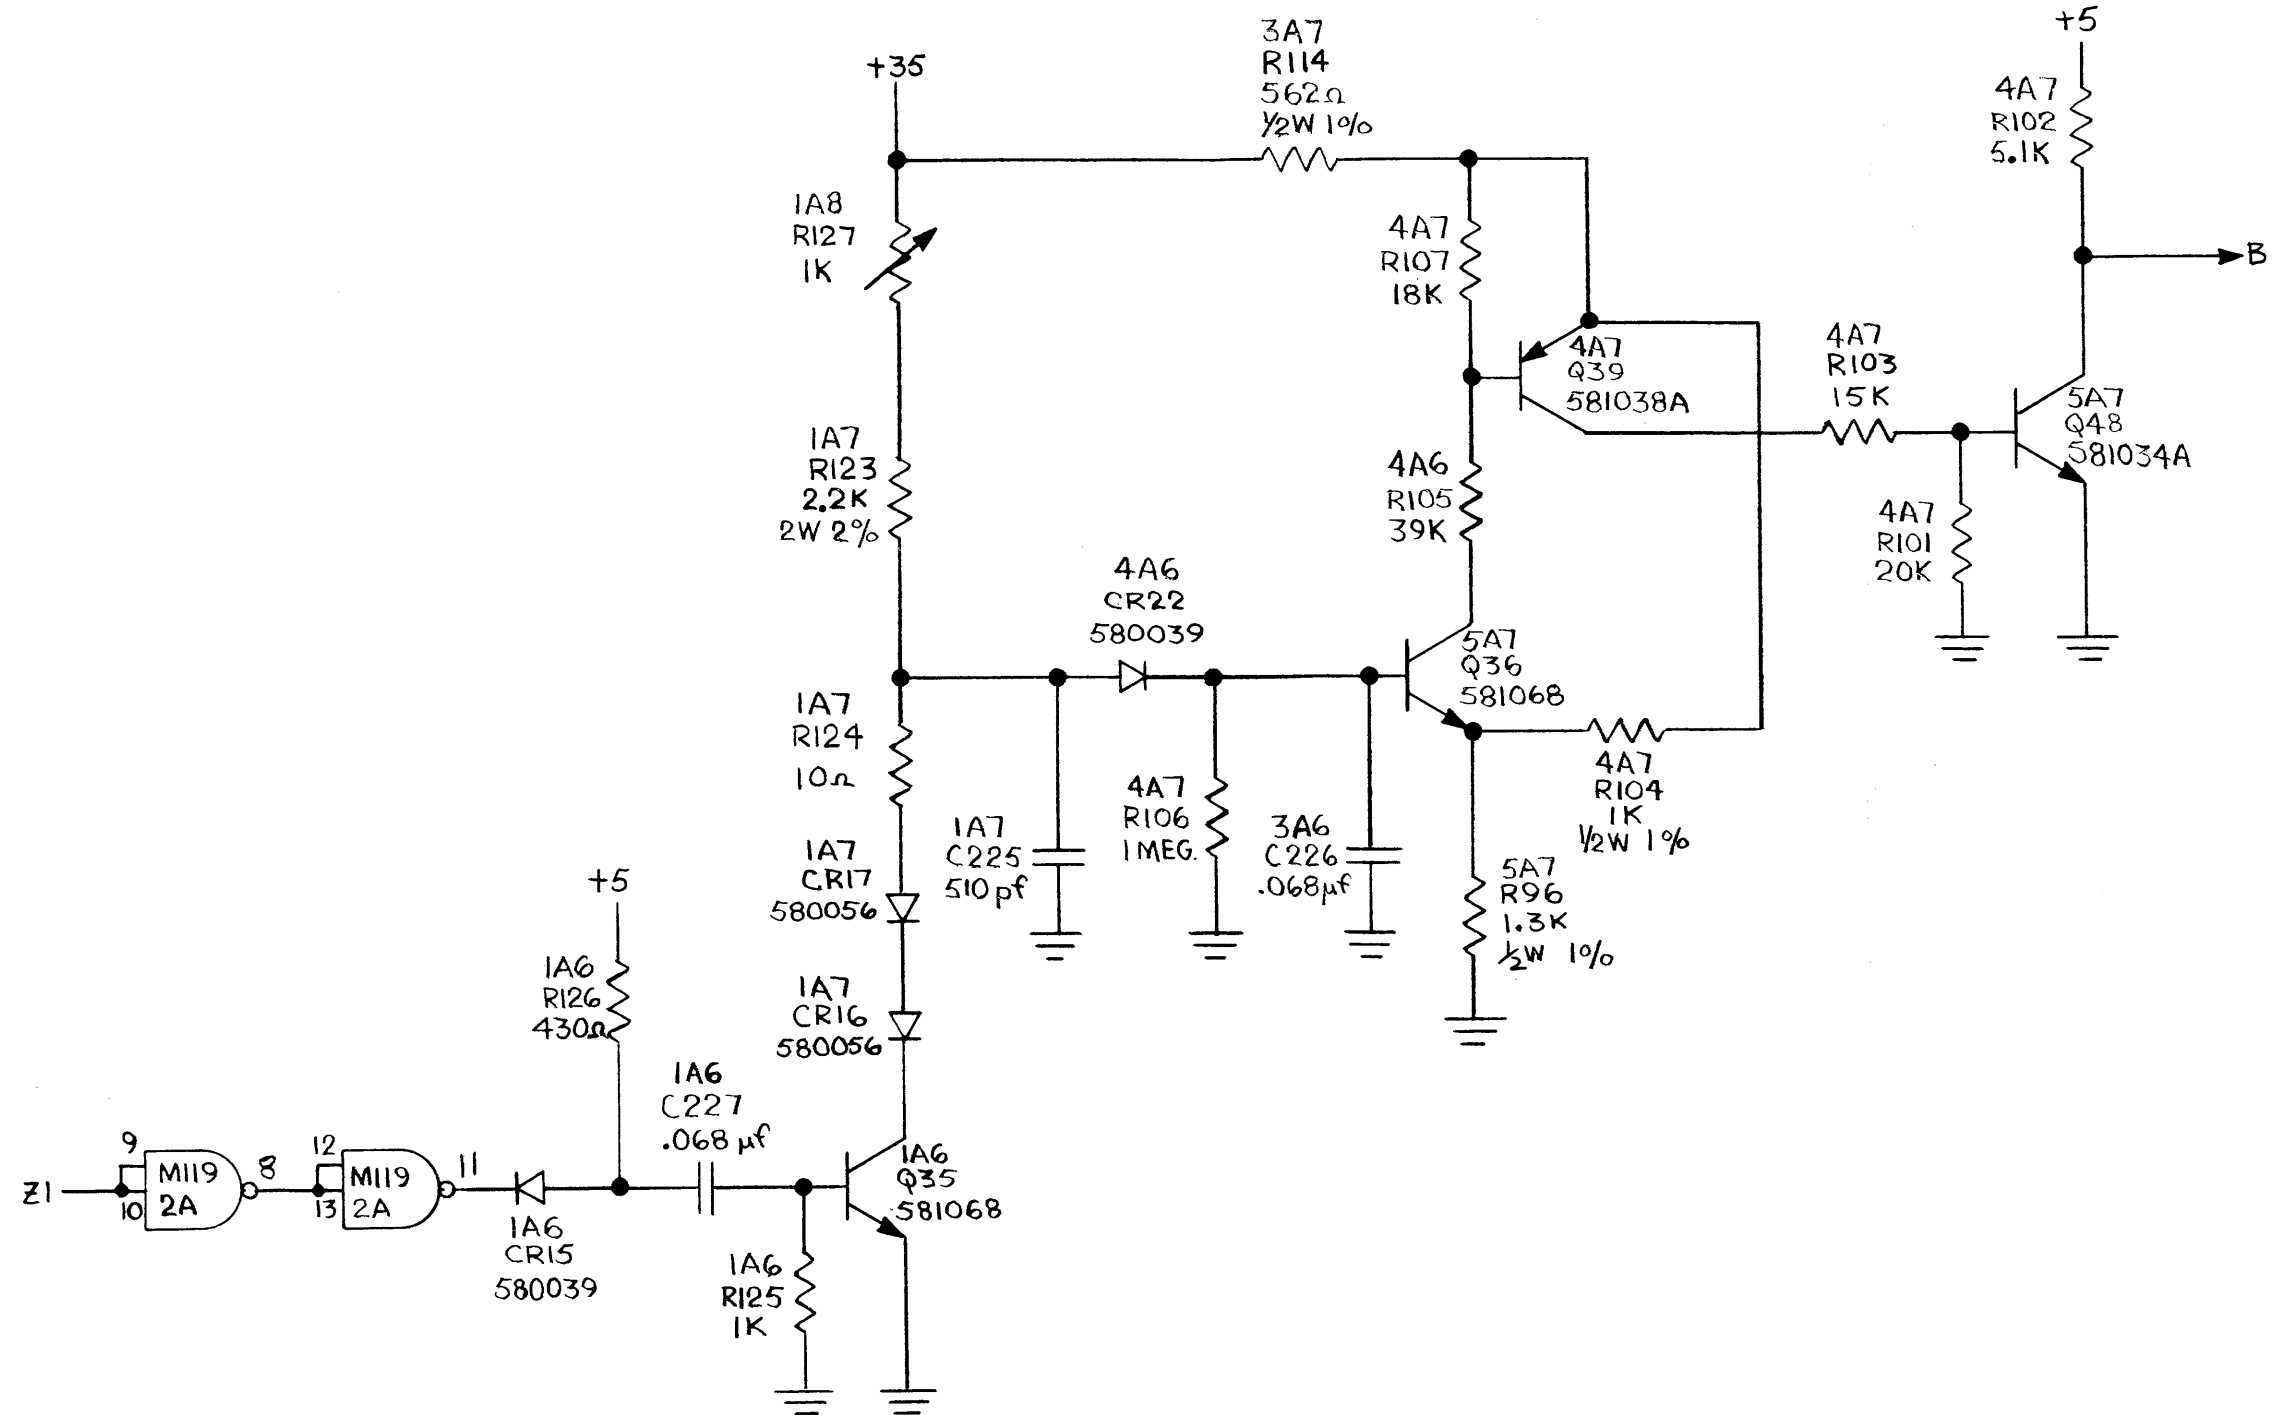 +5
4A7
R102
5.1K
B
3A7
R114
562Ω
1/2W 1%
+35
1A8
R127
1K
4A7
R107
18K
4A7
Q39
581038A
4A7
R103
15K
5A7
Q48
581034A
4A7
R101
20K
1A7
R123
2.2K
2W 2%
4A6
R105
39K
4A6
CR22
580039
5A7
Q36
581068
1A7
R124
10Ω
4A7
R104
1K
1/2W 1%
1A7
C225
510pf
4A7
R106
1MEG.
3A6
C226
.068μf
5A7
R96
1.3K
1/2W 1%
1A7
CR17
580056
+5
1A6
R126
430Ω
1A7
CR16
580056
1A6
C227
.068μf
Z1
9
10
M119
2A
8
12
13
M119
2A
11
1A6
CR15
580039
1A6
Q35
581068
1A6
R125
1K